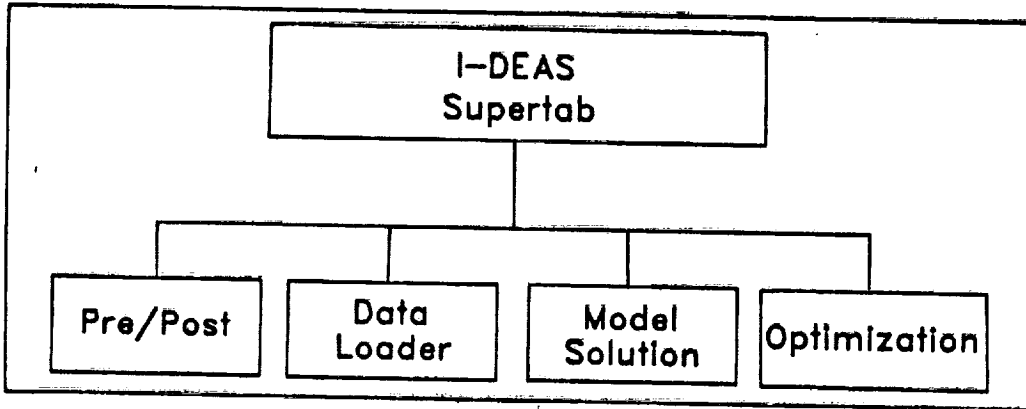 I-DEAS
Supertab
Pre/Post
Data
Loader
Model
Solution
Optimization